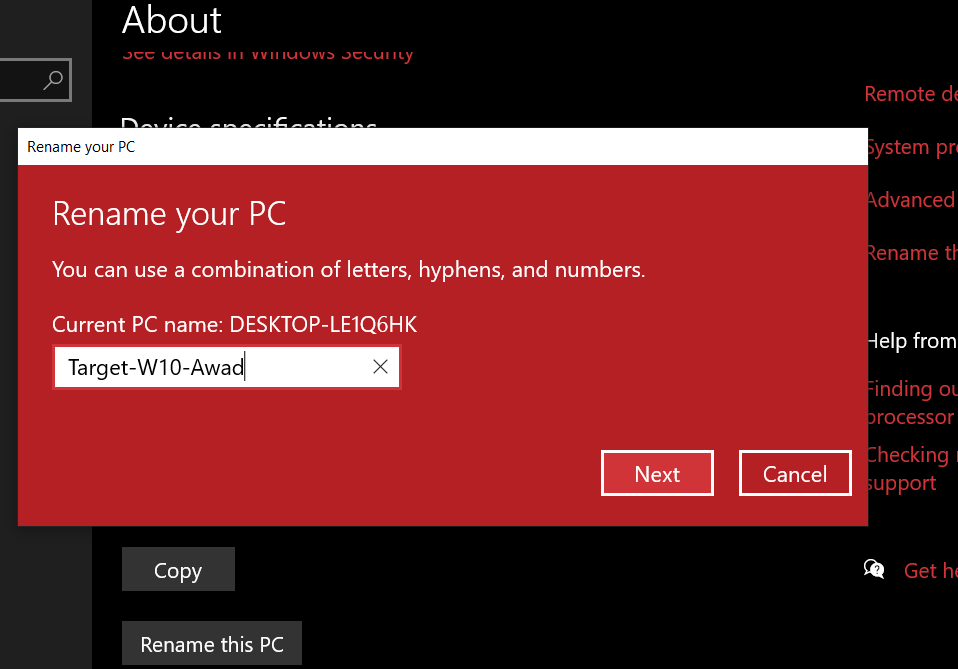 About
See details in Windows Security
Device specifications
Remote de
System pr
Advanced
Rename th
Rename your PC
Rename your PC
You can use a combination of letters, hyphens, and numbers.
Current PC name: DESKTOP-LE1Q6HK
Target-W10-Awad
Next
Cancel
Help from
Finding ou
processor
Checking
support
Get he
Copy
Rename this PC